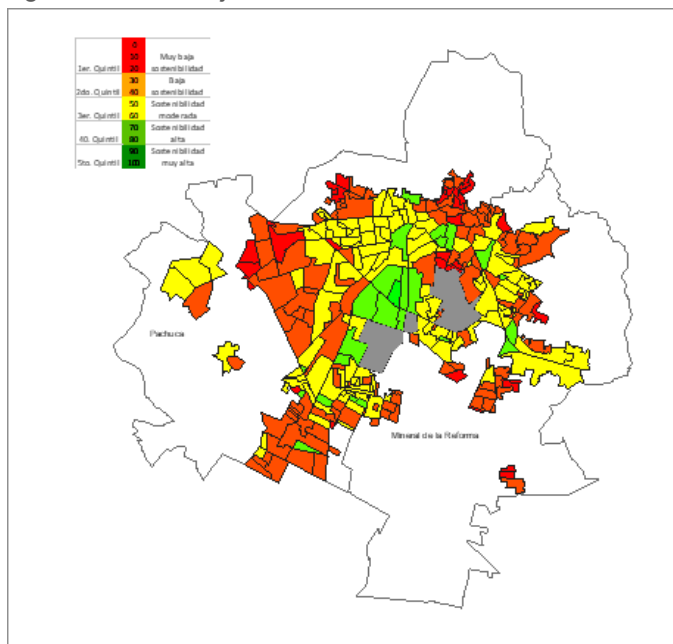 0
10 Muy baja
1er. Quintil 20 sostenibilidad
30 Baja
2do. Quintil 40 sostenibilidad
50 Sostenibilidad
3er. Quintil 60 moderada
70 Sostenibilidad
40. Quintil 80 alta
90 Sostenibilidad
5to. Quintil 100 muy alta
Pachuca
Mineral de la Reforma